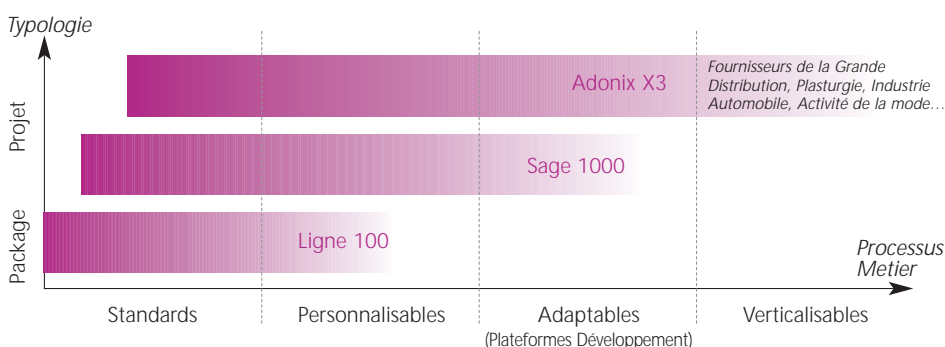 Typologie
Projet
Package
Adonix X3
Fournisseurs de la Grande
Distribution, Plasturgie, Industrie
Automobile, Activité de la mode...
Sage 1000
Ligne 100
Processus
Metier
Standards
Personnalisables
Adaptables
(Plateformes Développement)
Verticalisables